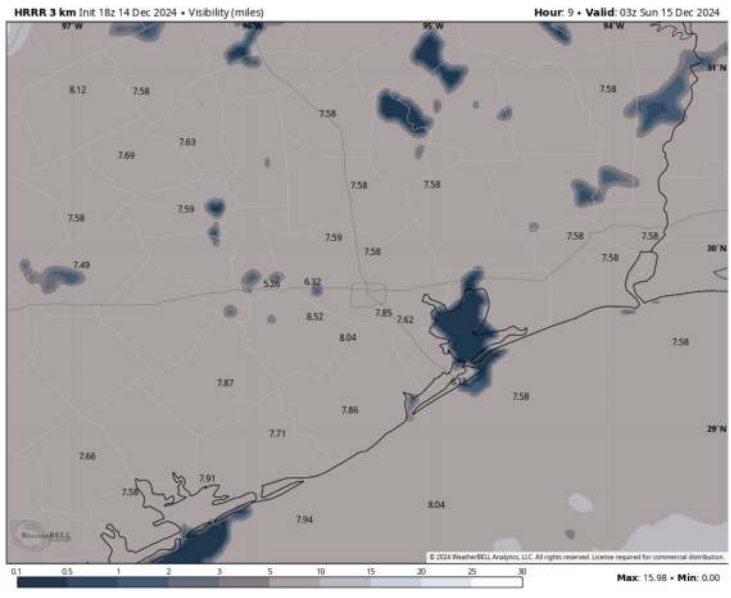 HRRR 3 km Init 18z 14 Dec 2024 • Visibility (miles)
Hour: 9 • Valid: 03z Sun 15 Dec 2024
97°W 96°W 95°W 94°W
31°N
8.12 7.58 7.58
7.58
7.63
7.69
7.58 7.58
7.59
7.58
7.59 7.58 7.58
7.58 7.58
30°N
7.49
5.26 6.32
8.52 7.85 7.62
8.04
7.58
7.87
7.58
7.86
7.71
29°N
7.66
7.91
7.58
8.04
7.94
WeatherBELL
© 2024 WeatherBELL Analytics, LLC. All rights reserved. License required for commercial distribution.
0.1 0.5 1 2 3 5 10 15 20 25 30
Max: 15.98 • Min: 0.00